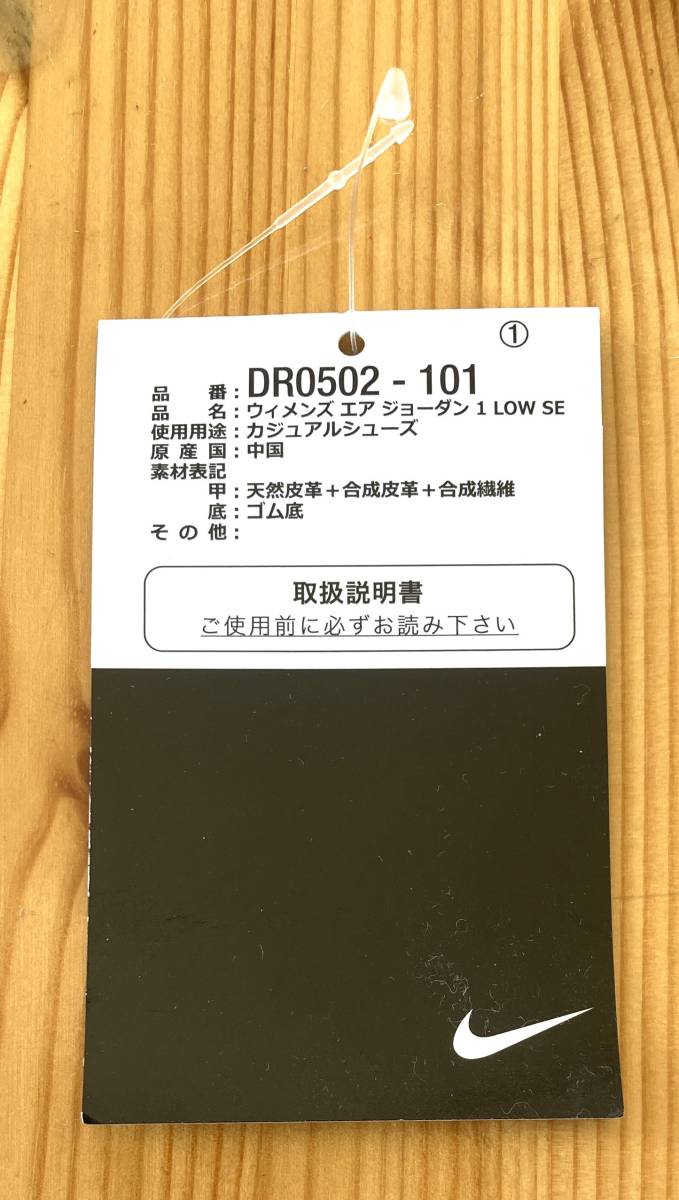 ①
品番：DR0502 - 101
品名：ウィメンズ エア ジョーダン 1 LOW SE
使用用途：カジュアルシューズ
原産国：中国
素材表記
甲：天然皮革＋合成皮革＋合成繊維
底：ゴム底
その他：
取扱説明書
ご使用前に必ずお読み下さい